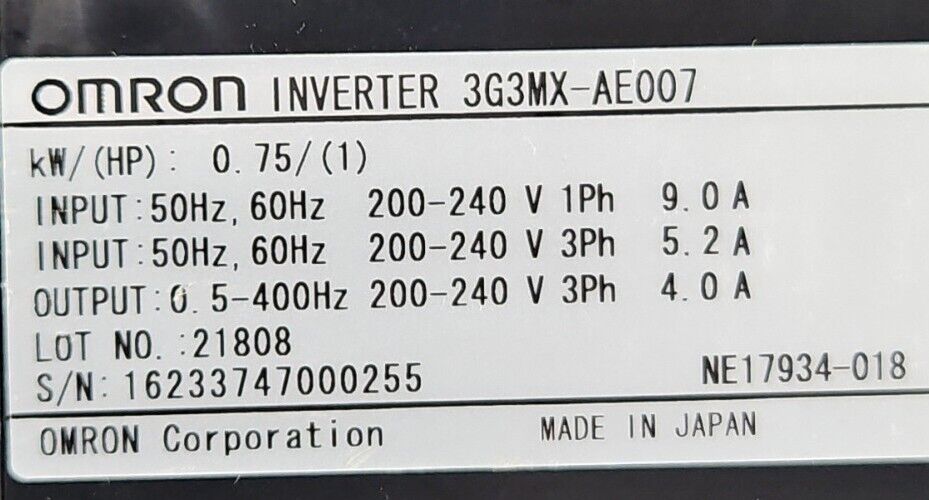 OMRON INVERTER 3G3MX-AE007
kW/(HP): 0.75/(1)
INPUT:50Hz,60Hz 200-240 V 1Ph 9.0 A
INPUT:50Hz,60Hz 200-240 V 3Ph 5.2 A
OUTPUT:0.5-400Hz 200-240 V 3Ph 4.0 A
LOT NO.:21808
S/N: 16233747000255 NE17934-018
OMRON Corporation MADE IN JAPAN